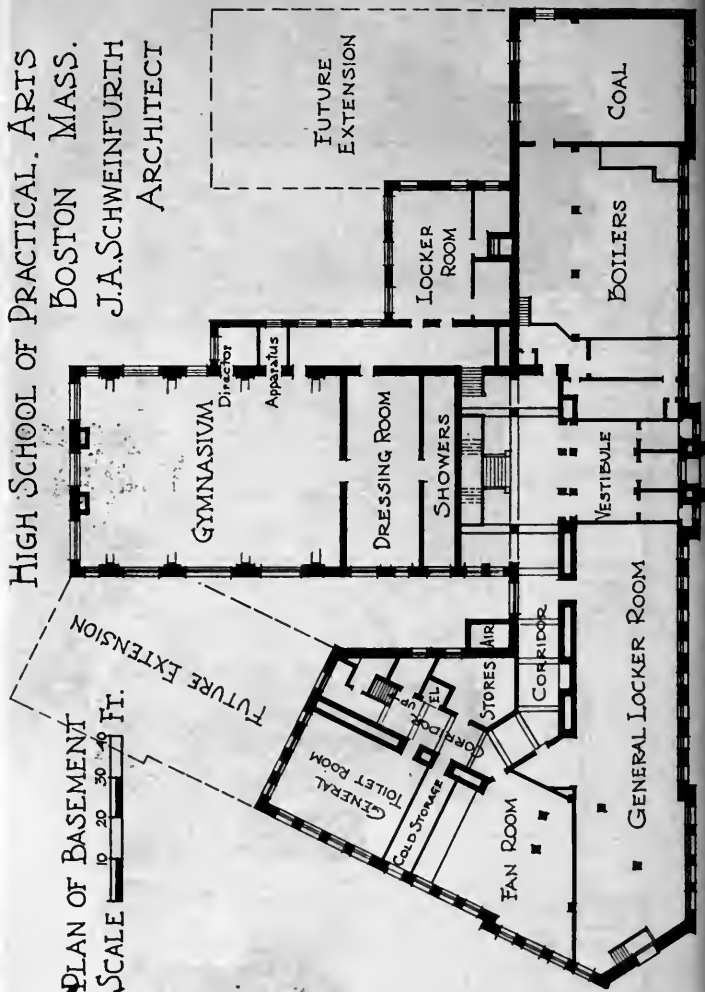 HIGH SCHOOL OF PRACTICAL ARTS
BOSTON MASS.
J.A. SCHWEINFURTH
ARCHITECT
PLAN OF BASEMENT
SCALE 10 20 30 40 FT.
FUTURE EXTENSION
FUTURE
EXTENSION
GYMNASIUM
Director
Apparatus
LOCKER
ROOM
DRESSING ROOM
SHOWERS
COAL
BOILERS
VESTIBULE
AIR
CORRIDOR
STORES
EL.
UP
CORRIDOR
GENERAL
TOILET ROOM
COLD STORAGE
FAN ROOM
GENERAL LOCKER ROOM